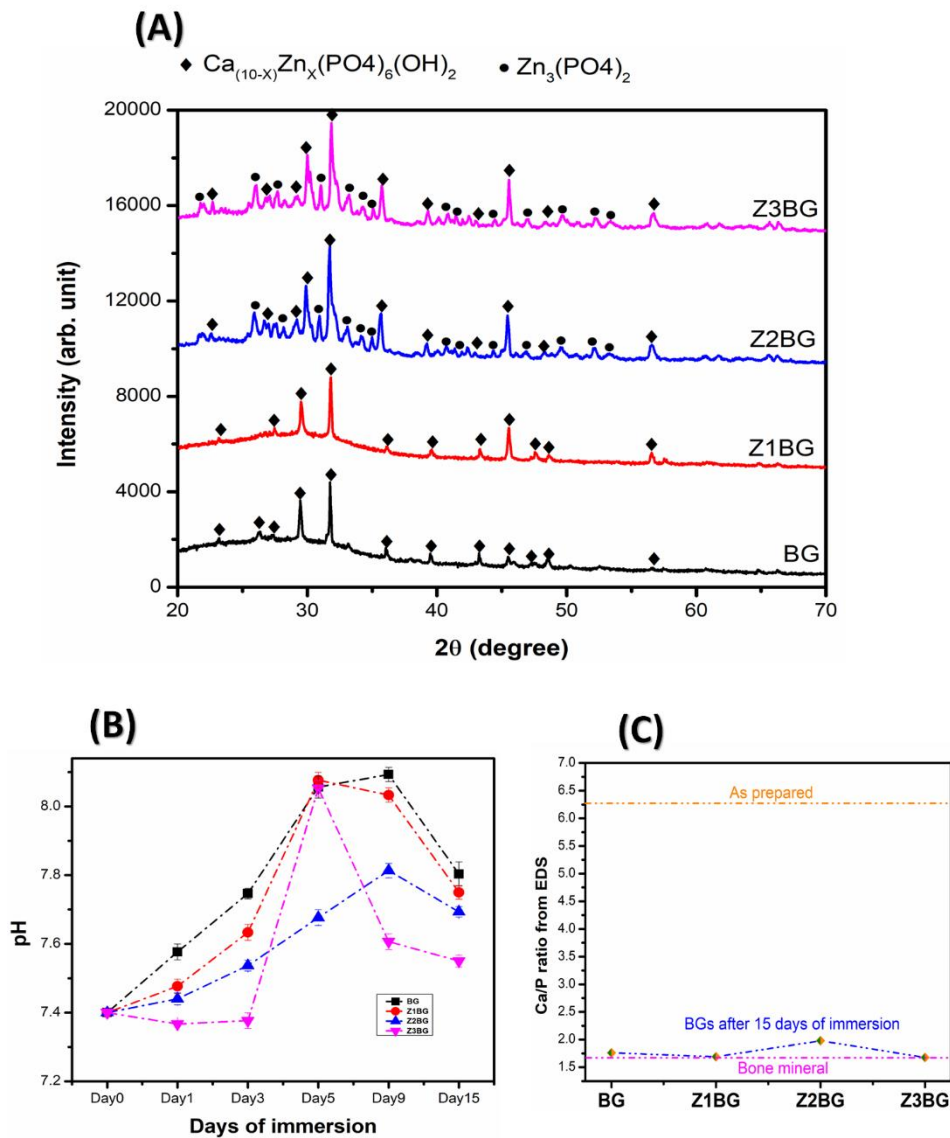 (A)
◆ Ca(10-X)ZnX(PO4)6(OH)2 ● Zn3(PO4)2
20000
16000
12000
8000
4000
0
Intensity (arb. unit)
Z3BG
Z2BG
Z1BG
BG
20 30 40 50 60 70
2θ (degree)
(B)
8.0
7.8
7.6
7.4
7.2
pH
BG
Z1BG
Z2BG
Z3BG
Day0 Day1 Day3 Day5 Day9 Day15
Days of immersion
(C)
7.0
6.5
6.0
5.5
5.0
4.5
4.0
3.5
3.0
2.5
2.0
1.5
Ca/P ratio from EDS
As prepared
BGs after 15 days of immersion
Bone mineral
BG Z1BG Z2BG Z3BG